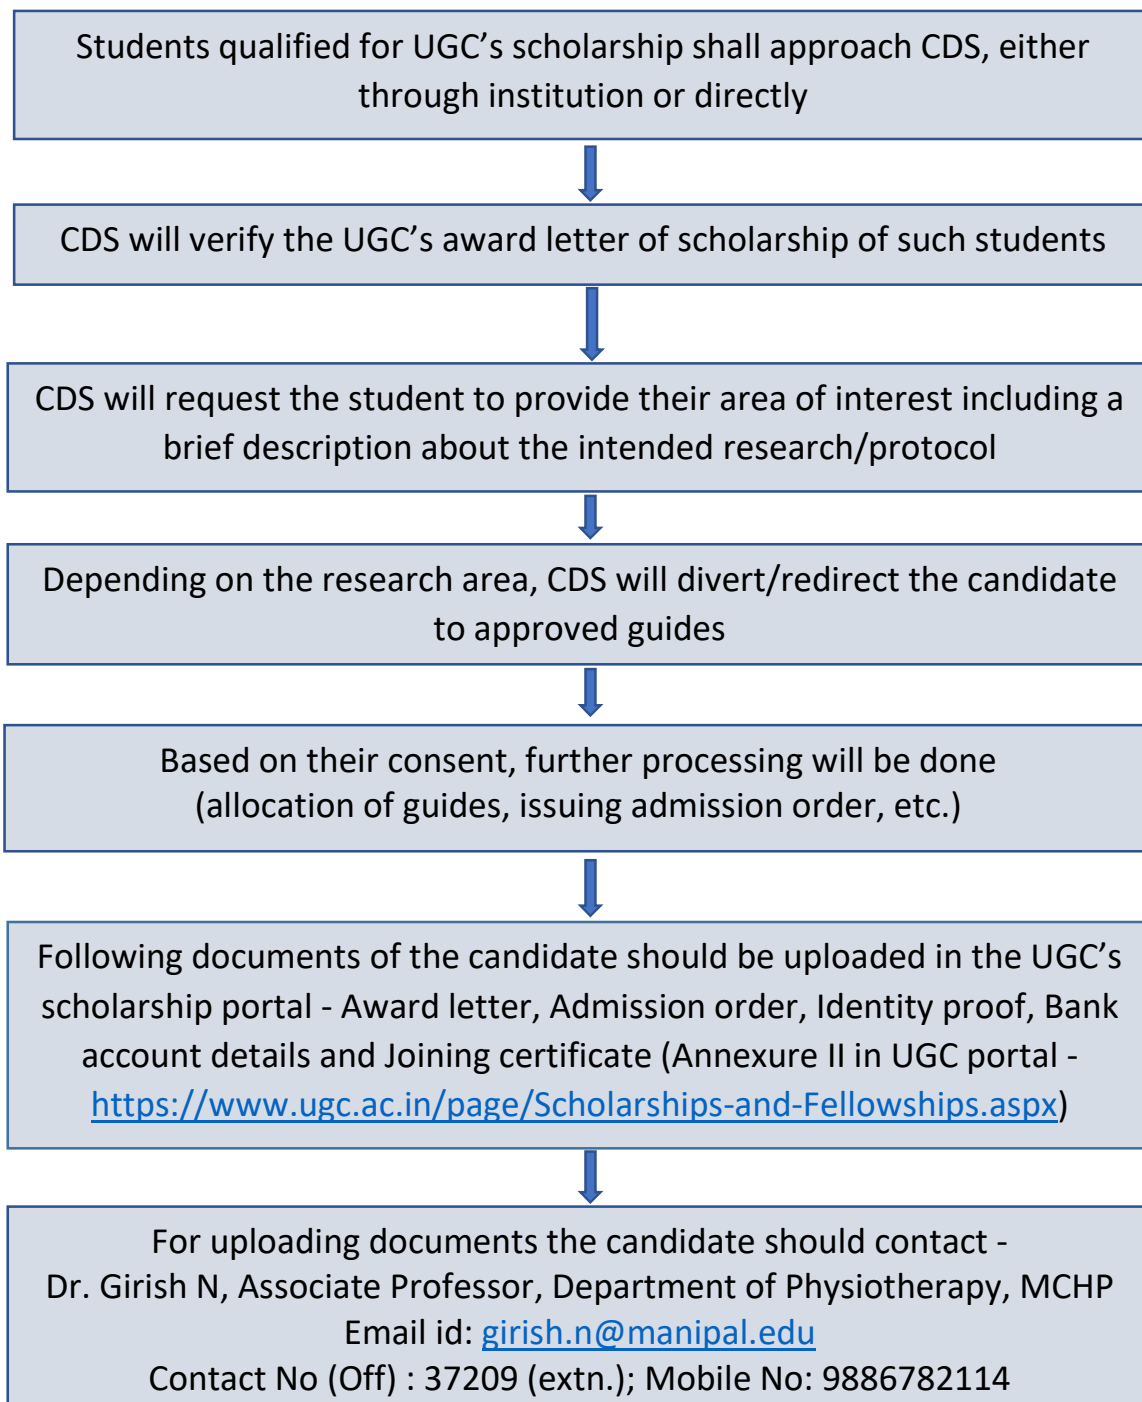 Students qualified for UGC’s scholarship shall approach CDS, either
through institution or directly
CDS will verify the UGC’s award letter of scholarship of such students
CDS will request the student to provide their area of interest including a
brief description about the intended research/protocol
Depending on the research area, CDS will divert/redirect the candidate
to approved guides
Based on their consent, further processing will be done
(allocation of guides, issuing admission order, etc.)
Following documents of the candidate should be uploaded in the UGC’s
scholarship portal - Award letter, Admission order, Identity proof, Bank
account details and Joining certificate (Annexure II in UGC portal -
https://www.ugc.ac.in/page/Scholarships-and-Fellowships.aspx)
For uploading documents the candidate should contact -
Dr. Girish N, Associate Professor, Department of Physiotherapy, MCHP
Email id: girish.n@manipal.edu
Contact No (Off) : 37209 (extn.); Mobile No: 9886782114